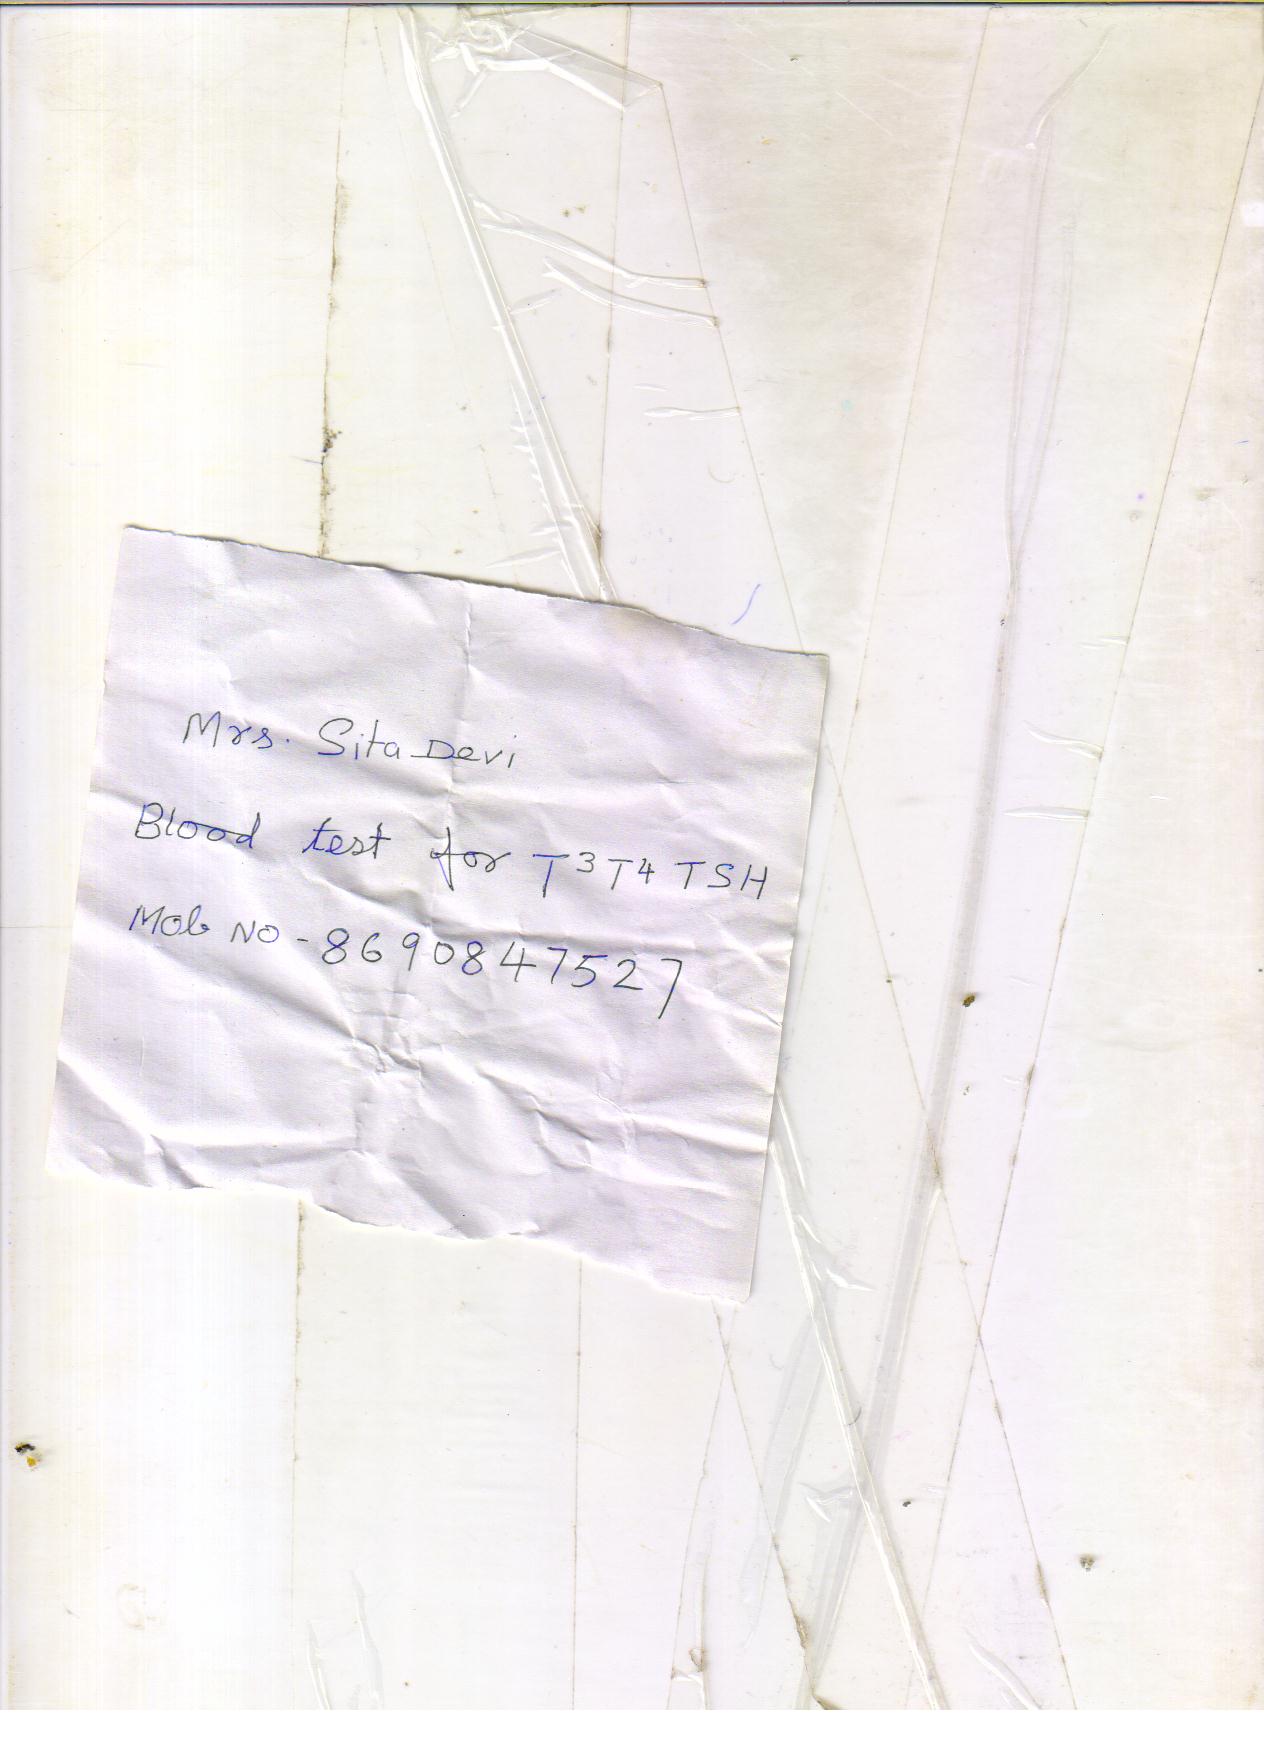 Mrs. Sita Devi
Blood test for T3 T4 TSH
Mob No - 8690847527